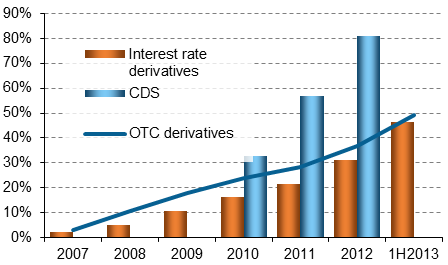 90%
80%
70%
60%
50%
40%
30%
20%
10%
0%
Interest rate
derivatives
CDS
OTC derivatives
2007 2008 2009 2010 2011 2012 1H2013